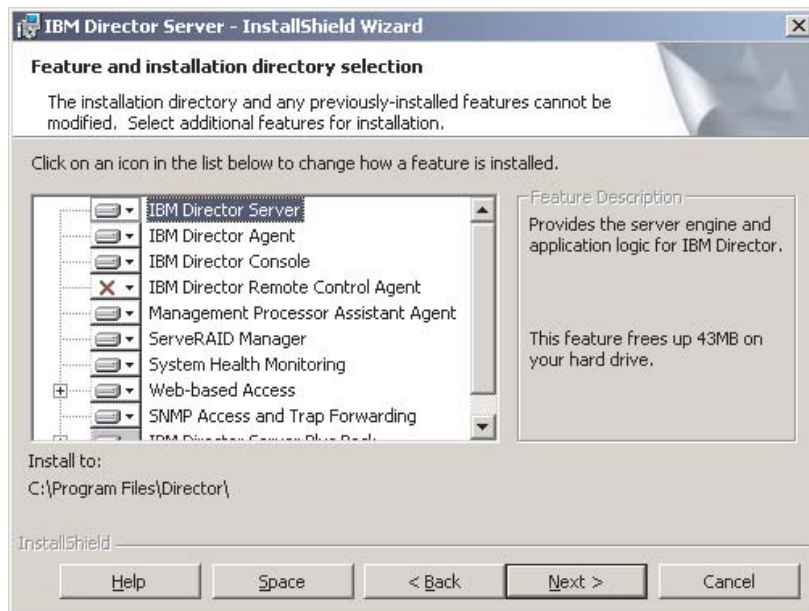 IBM Director Server - InstallShield Wizard
Feature and installation directory selection
The installation directory and any previously-installed features cannot be
modified. Select additional features for installation.
Click on an icon in the list below to change how a feature is installed.
IBM Director Server
IBM Director Agent
IBM Director Console
IBM Director Remote Control Agent
Management Processor Assistant Agent
ServeRAID Manager
System Health Monitoring
Web-based Access
SNMP Access and Trap Forwarding
IBM Director Server Plus Pack
Feature Description
Provides the server engine and
application logic for IBM Director.
This feature frees up 43MB on
your hard drive.
Install to:
C:\Program Files\Director\
InstallShield
Help
Space
< Back
Next >
Cancel